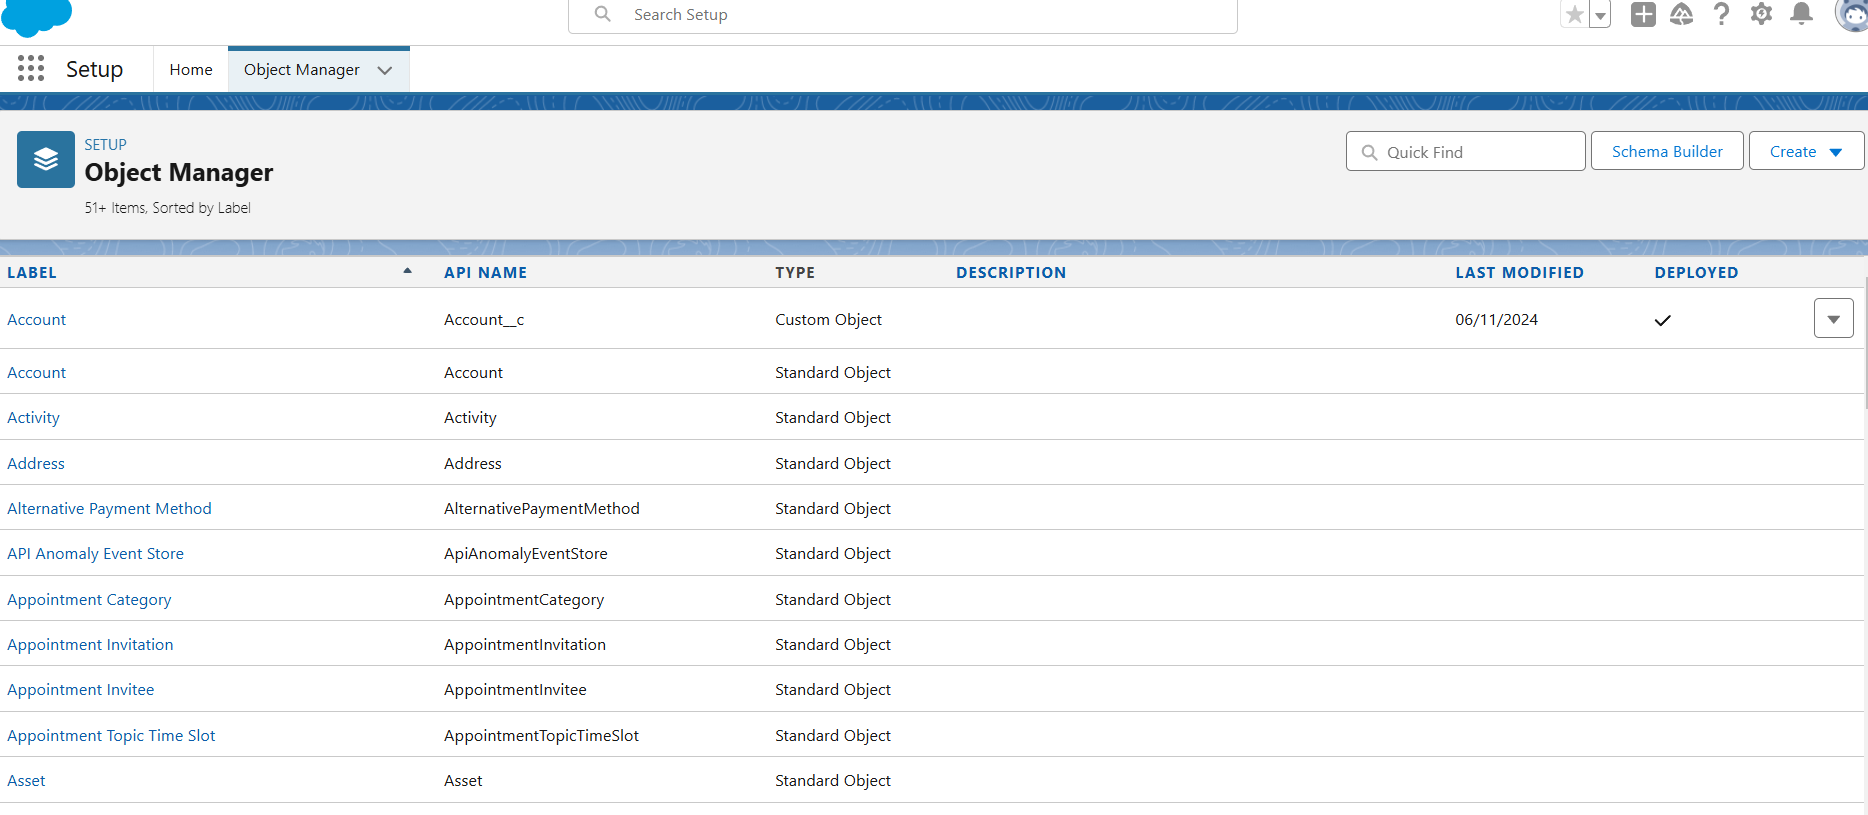 Search Setup
Setup Home Object Manager
SETUP
Object Manager
51+ Items, Sorted by Label
Quick Find Schema Builder Create
LABEL API NAME TYPE DESCRIPTION LAST MODIFIED DEPLOYED
Account Account__c Custom Object 06/11/2024
Account Account Standard Object
Activity Activity Standard Object
Address Address Standard Object
Alternative Payment Method AlternativePaymentMethod Standard Object
API Anomaly Event Store ApiAnomalyEventStore Standard Object
Appointment Category AppointmentCategory Standard Object
Appointment Invitation AppointmentInvitation Standard Object
Appointment Invitee AppointmentInvitee Standard Object
Appointment Topic Time Slot AppointmentTopicTimeSlot Standard Object
Asset Asset Standard Object